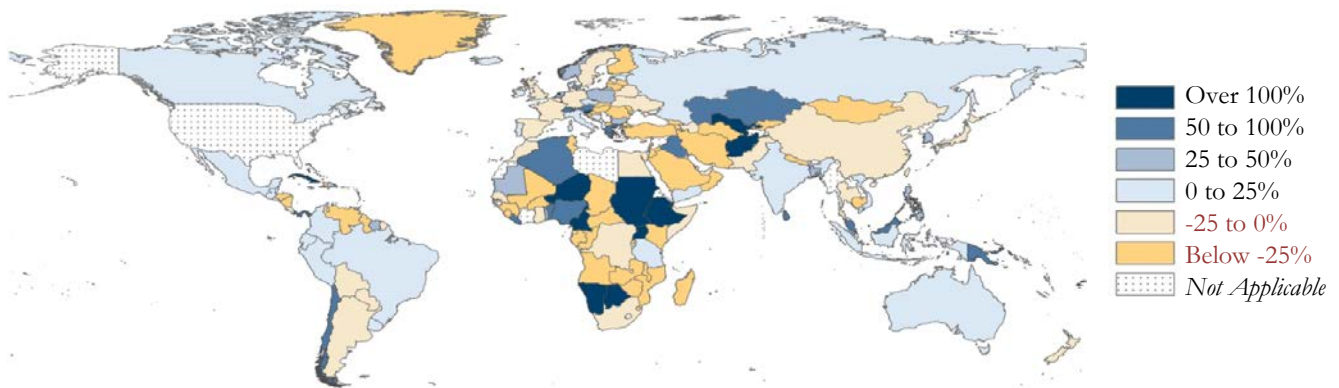 Over 100%
50 to 100%
25 to 50%
0 to 25%
-25 to 0%
Below -25%
Not Applicable